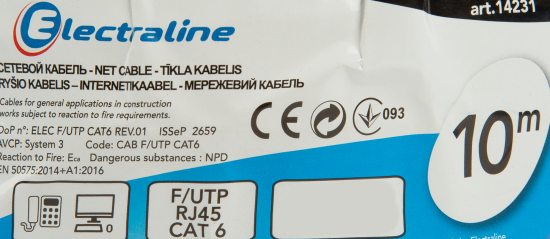 art.14231
Electraline
СЕТЕВОЙ КАБЕЛЬ - NET CABLE - TĪKLA KABELIS
RYŠIO KABELIS – INTERNETKAABEL - МЕРЕЖЕВИЙ КАБЕЛЬ
Cables for general applications in construction
works subject to reaction to fire requirements.
DoP n°: ELEC F/UTP CAT6 REV.01 ISSeP 2659
AVCP: System 3 Code: CAB F/UTP CAT6
Reaction to Fire: Eca Dangerous substances : NPD
EN 50575:2014+A1:2016
CE
093
10m
F/UTP
RJ45
CAT 6
Electraline